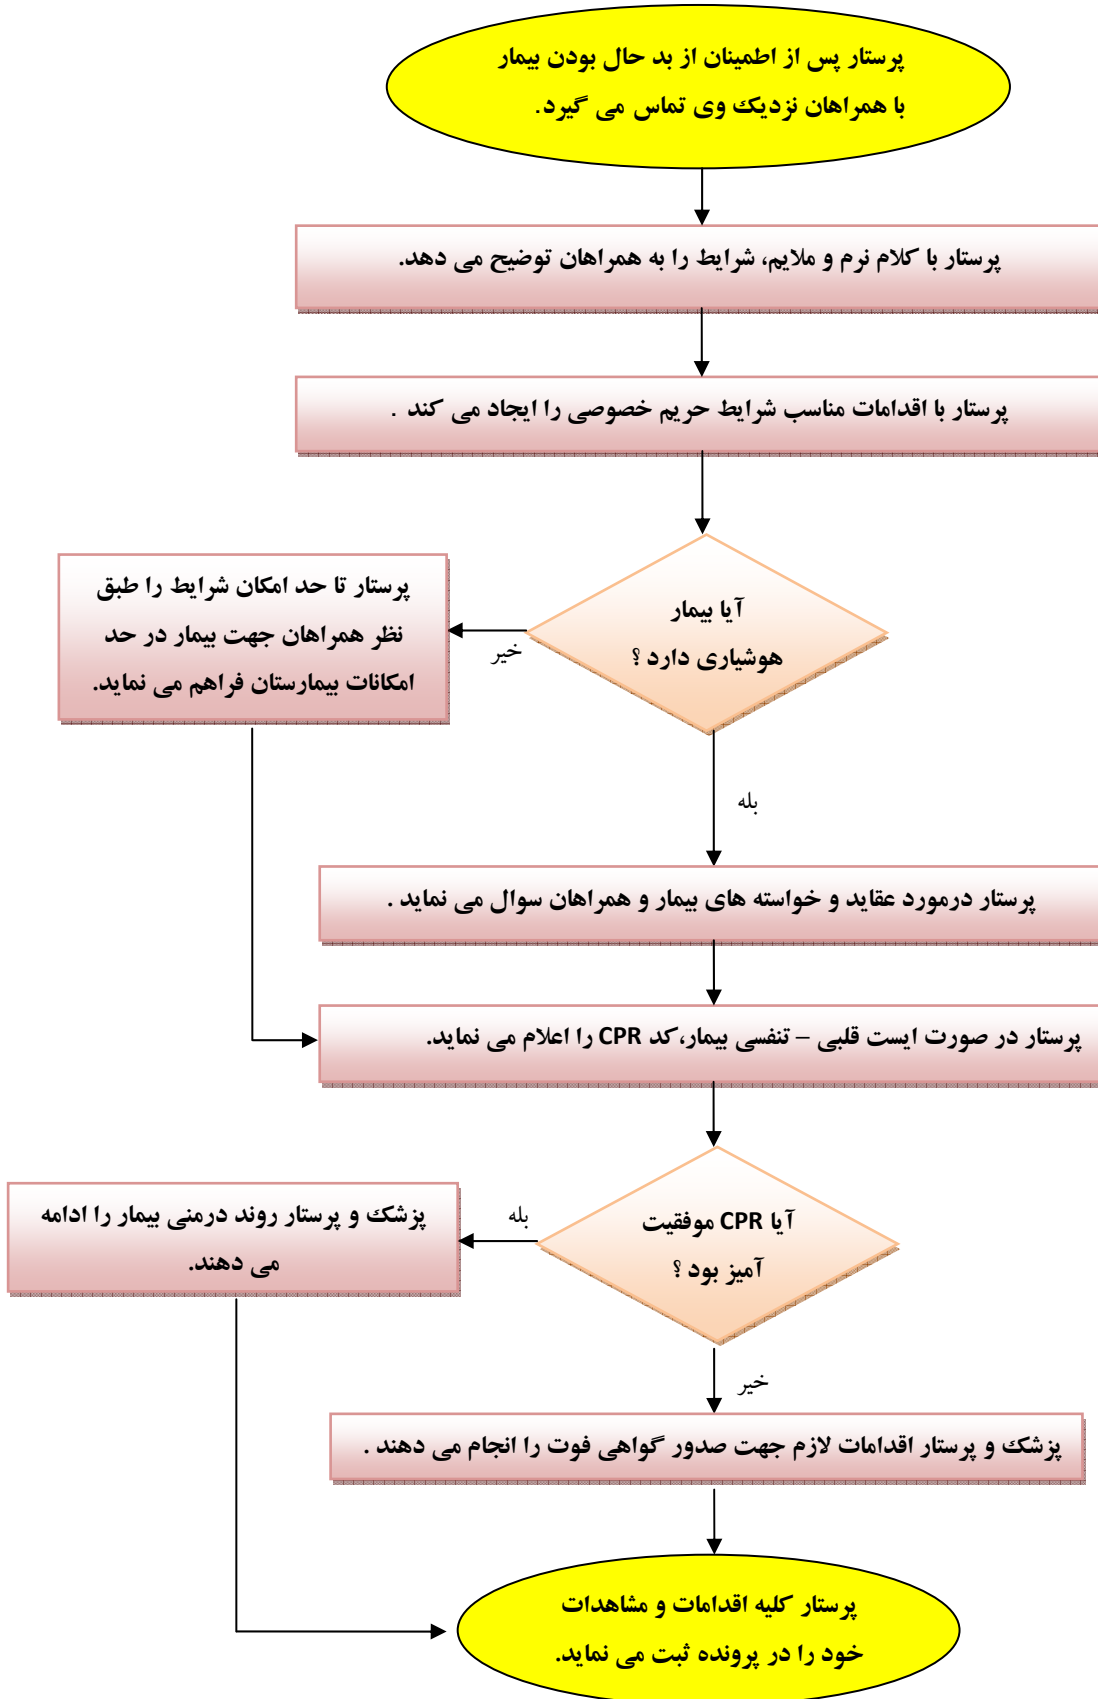 پرستار پس از اطمینان از بد حال بودن بیمار
با همراهان نزدیک وی تماس می گیرد.
پرستار با کلام نرم و ملایم، شرایط را به همراهان توضیح می دهد.
پرستار با اقدامات مناسب شرایط حریم خصوصی را ایجاد می کند .
آیا بیمار
هوشیاری دارد ؟
خیر
پرستار تا حد امکان شرایط را طبق
نظر همراهان جهت بیمار در حد
امکانات بیمارستان فراهم می نماید.
بله
پرستار درمورد عقاید و خواسته های بیمار و همراهان سوال می نماید .
پرستار در صورت ایست قلبی – تنفسی بیمار،کد CPR را اعلام می نماید.
آیا CPR موفقیت
آمیز بود ؟
بله
پزشک و پرستار روند درمنی بیمار را ادامه
می دهند.
خیر
پزشک و پرستار اقدامات لازم جهت صدور گواهی فوت را انجام می دهند .
پرستار کلیه اقدامات و مشاهدات
خود را در پرونده ثبت می نماید.